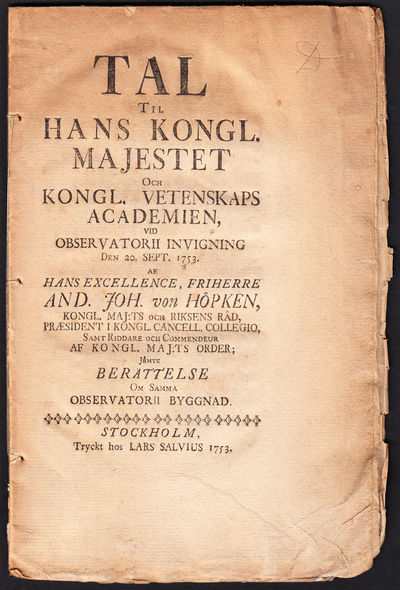 TAL
TIL
HANS KONGL.
MAJESTET
OCH
KONGL. VETENSKAPS
ACADEMIEN,
VID
OBSERVATORII INVIGNING
DEN 20. SEPT. 1753.
AF
HANS EXCELLENCE, FRIHERRE
AND. JOH. von HÖPKEN,
KONGL. MAJ:TS OCH RIKSENS RÅD,
PRÆSIDENT I KONGL. CANCELL. COLLEGIO,
SAMT RIDDARE OCH COMMENDEUR
AF KONGL. MAJ:TS ORDER;
JÄMTE
BERÄTTELSE
OM SAMMA
OBSERVATORII BYGGNAD.
STOCKHOLM,
Tryckt hos LARS SALVIUS 1753.